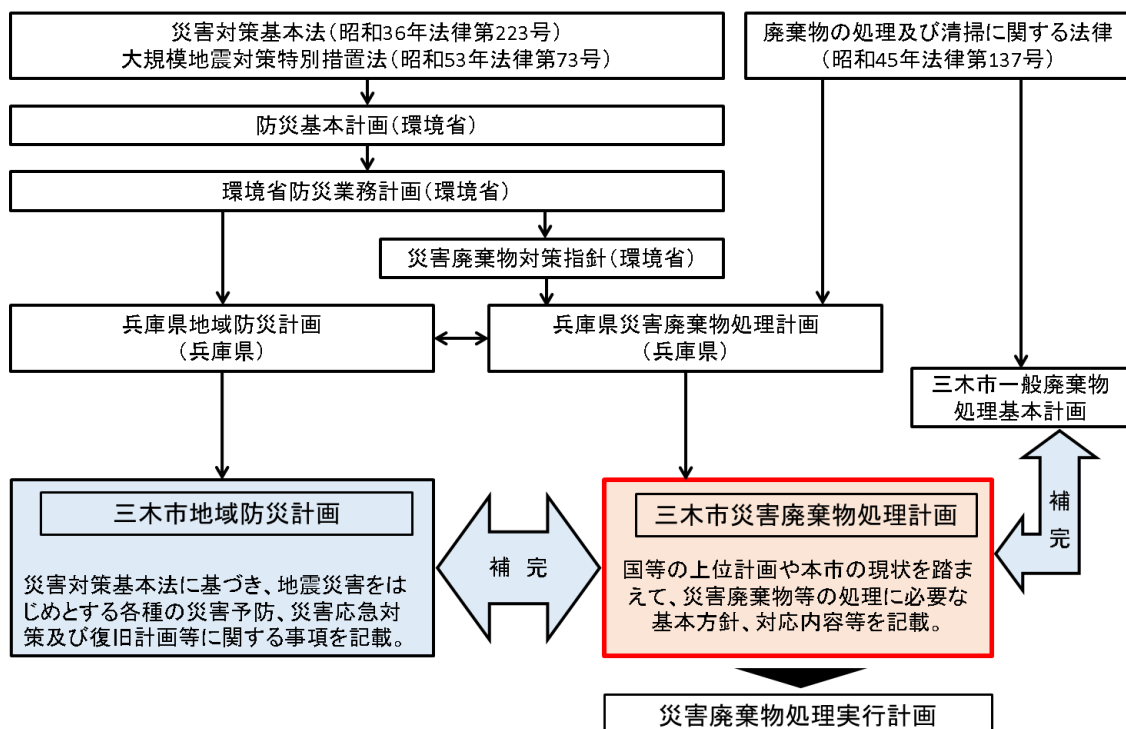 災害対策基本法（昭和36年法律第223号）
大規模地震対策特別措置法（昭和53年法律第73号）
廃棄物の処理及び清掃に関する法律
（昭和45年法律第137号）
防災基本計画（環境省）
環境省防災業務計画（環境省）
災害廃棄物対策指針（環境省）
兵庫県地域防災計画
（兵庫県）
兵庫県災害廃棄物処理計画
（兵庫県）
三木市一般廃棄物
処理基本計画
三木市地域防災計画
災害対策基本法に基づき、地震災害をは
じめとする各種の災害予防、災害応急対
策及び復旧計画等に関する事項を記載。
補完
三木市災害廃棄物処理計画
国等の上位計画や本市の現状を踏ま
えて、災害廃棄物等の処理に必要な
基本方針、対応内容等を記載。
補完
災害廃棄物処理実行計画